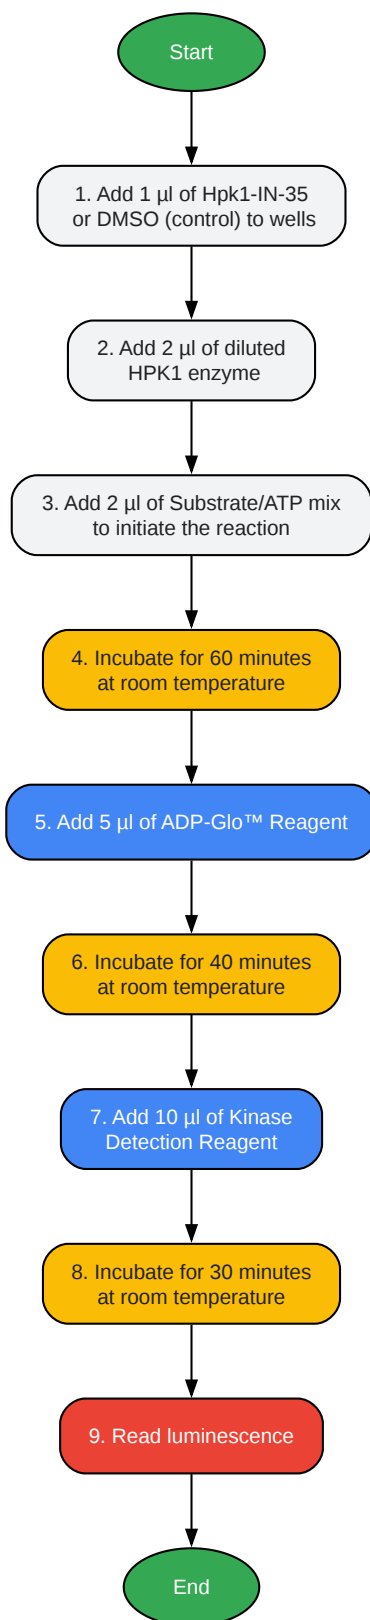 Start
1. Add 1 µl of Hpk1-IN-35
or DMSO (control) to wells
2. Add 2 µl of diluted
HPK1 enzyme
3. Add 2 µl of Substrate/ATP mix
to initiate the reaction
4. Incubate for 60 minutes
at room temperature
5. Add 5 µl of ADP-Glo™ Reagent
6. Incubate for 40 minutes
at room temperature
7. Add 10 µl of Kinase
Detection Reagent
8. Incubate for 30 minutes
at room temperature
9. Read luminescence
End